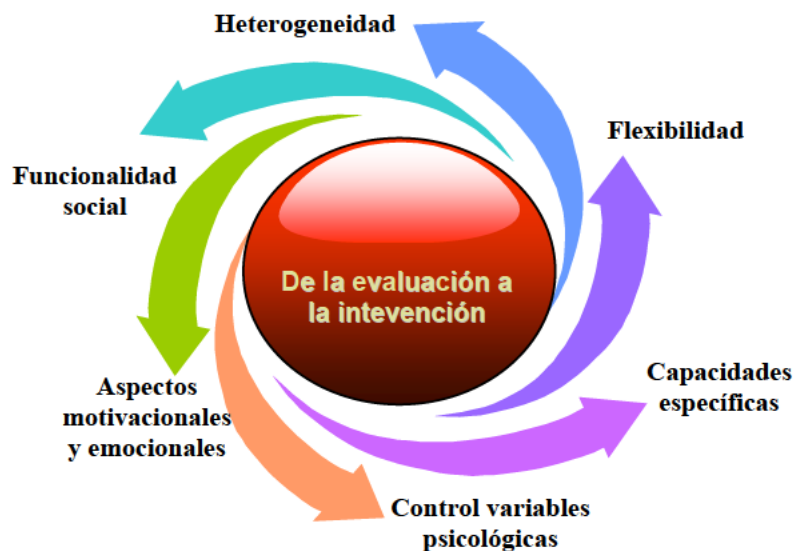 Heterogeneidad
Flexibilidad
Funcionalidad
social
De la evaluación a
la intevención
Capacidades
específicas
Aspectos
motivacionales
y emocionales
Control variables
psicológicas